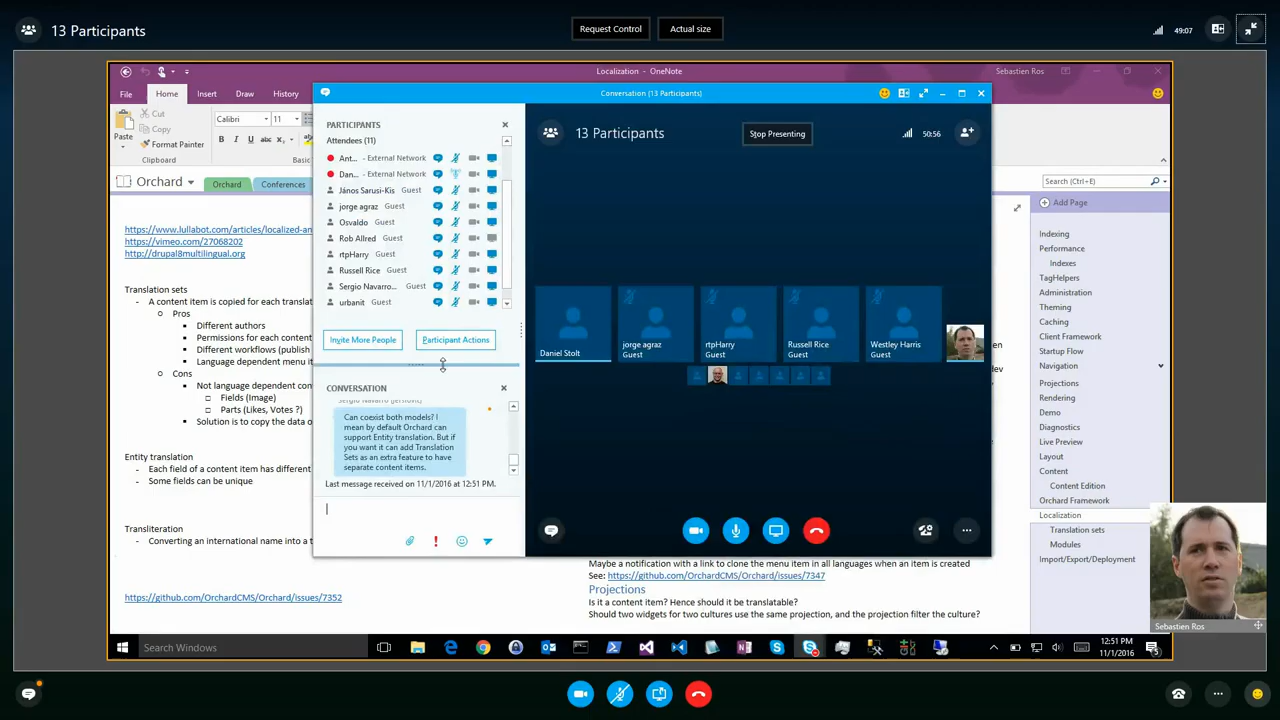 13 Participants
Request Control
Actual size
49:07
Localization - OneNote
Sebastien Ros
File
Home
Insert
Draw
History
Paste
Cut
Copy
Format Painter
Clipboard
Calibri
11
Orchard
Orchard
Conferences
Search (Ctrl+E)
https://www.lullabot.com/articles/localized-
https://vimeo.com/27068202
http://drupal8multilingual.org
Translation sets
- A content item is copied for each translat
Pros
Different authors
Permissions for each content
Different workflows (publish
Language dependent menu i
Cons
Not language dependent con
Fields (Image)
Parts (Likes, Votes ?)
Solution is to copy the data o
Entity translation
- Each field of a content item has different
- Some fields can be unique
Transliteration
- Converting an international name into a t
https://github.com/OrchardCMS/Orchard/issues/7352
Conversation (13 Participants)
PARTICIPANTS
Attendees (11)
Ant... - External Network
Dan... - External Network
János Sarusi-Kis Guest
jorge agraz Guest
Osvaldo Guest
Rob Allred Guest
rtpHarry Guest
Russell Rice Guest
Sergio Navarro... Guest
urbanit Guest
Invite More People
Participant Actions
CONVERSATION
Can coexist both models? I
mean by default Orchard can
support Entity translation. But if
you want it can add Translation
Sets as an extra feature to have
separate content items.
Last message received on 11/1/2016 at 12:51 PM.
13 Participants
Stop Presenting
50:56
Daniel Stolt
jorge agraz
Guest
rtpHarry
Guest
Russell Rice
Guest
Westley Harris
Guest
en
dev
Maybe a notification with a link to clone the menu item in all languages when an item is created
See: https://github.com/OrchardCMS/Orchard/issues/7347
Projections
Is it a content item? Hence should it be translatable?
Should two widgets for two cultures use the same projection, and the projection filter the culture?
Add Page
Indexing
Performance
Indexes
TagHelpers
Administration
Theming
Caching
Client Framework
Startup Flow
Navigation
Projections
Rendering
Demo
Diagnostics
Live Preview
Layout
Content
Content Edition
Orchard Framework
Localization
Translation sets
Modules
Import/Export/Deployment
Sebastien Ros
Search Windows
12:51 PM
11/1/2016